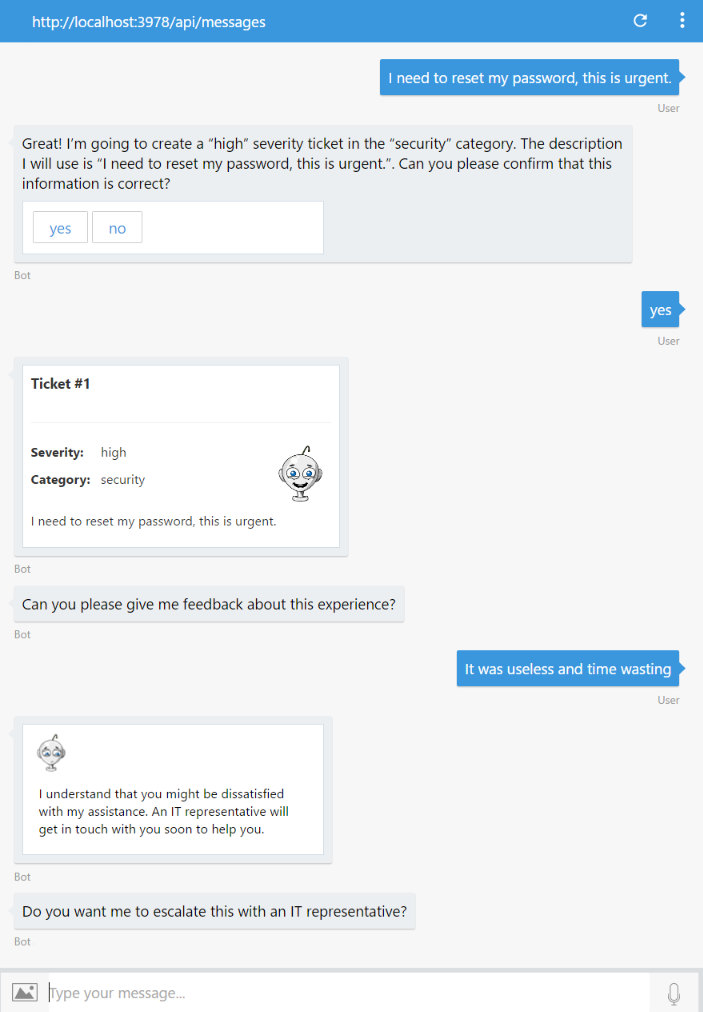 http://localhost:3978/api/messages
I need to reset my password, this is urgent.
User
Great! I’m going to create a “high” severity ticket in the “security” category. The description
I will use is “I need to reset my password, this is urgent.”. Can you please confirm that this
information is correct?
yes no
Bot
yes
User
Ticket #1
Severity: high
Category: security
I need to reset my password, this is urgent.
Bot
Can you please give me feedback about this experience?
Bot
It was useless and time wasting
User
I understand that you might be dissatisfied
with my assistance. An IT representative will
get in touch with you soon to help you.
Bot
Do you want me to escalate this with an IT representative?
Bot
Type your message...